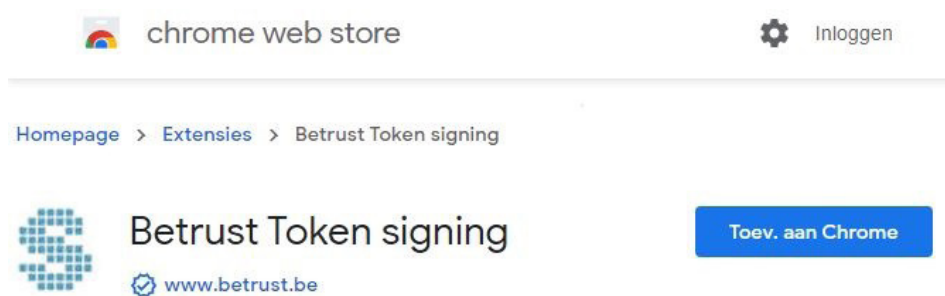 chrome web store
Inloggen
Homepage > Extensies > Betrust Token signing
Betrust Token signing
Toev. aan Chrome
www.betrust.be